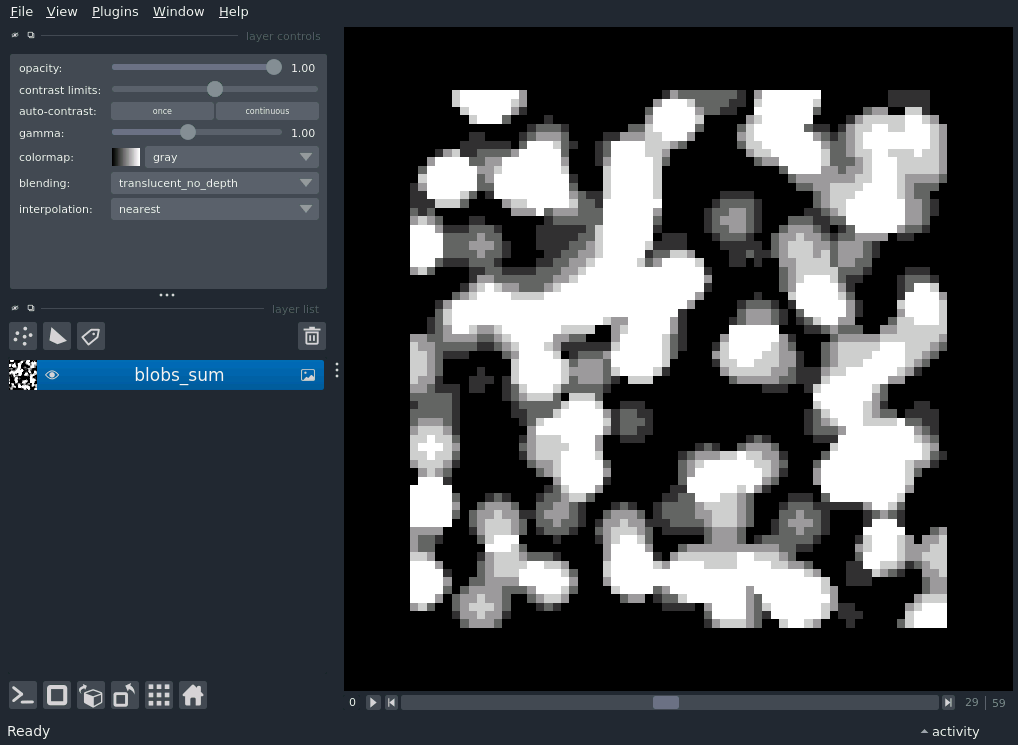 File View Plugins Window Help
layer controls
opacity: 1.00
contrast limits:
auto-contrast: once continuous
gamma: 1.00
colormap: gray
blending: translucent_no_depth
interpolation: nearest
layer list
blobs_sum
0 29 59
Ready activity